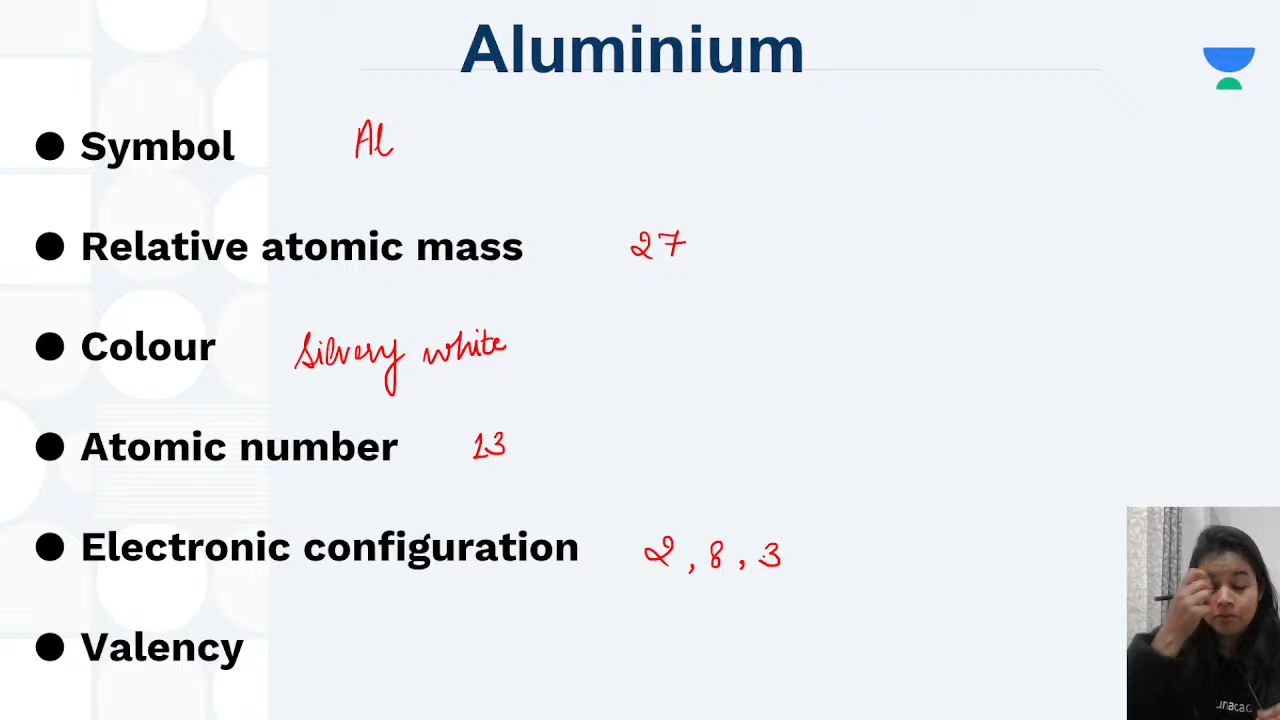 Aluminium
● Symbol Al
● Relative atomic mass 27
● Colour Silvery white
● Atomic number 13
● Electronic configuration 2, 8, 3
● Valency